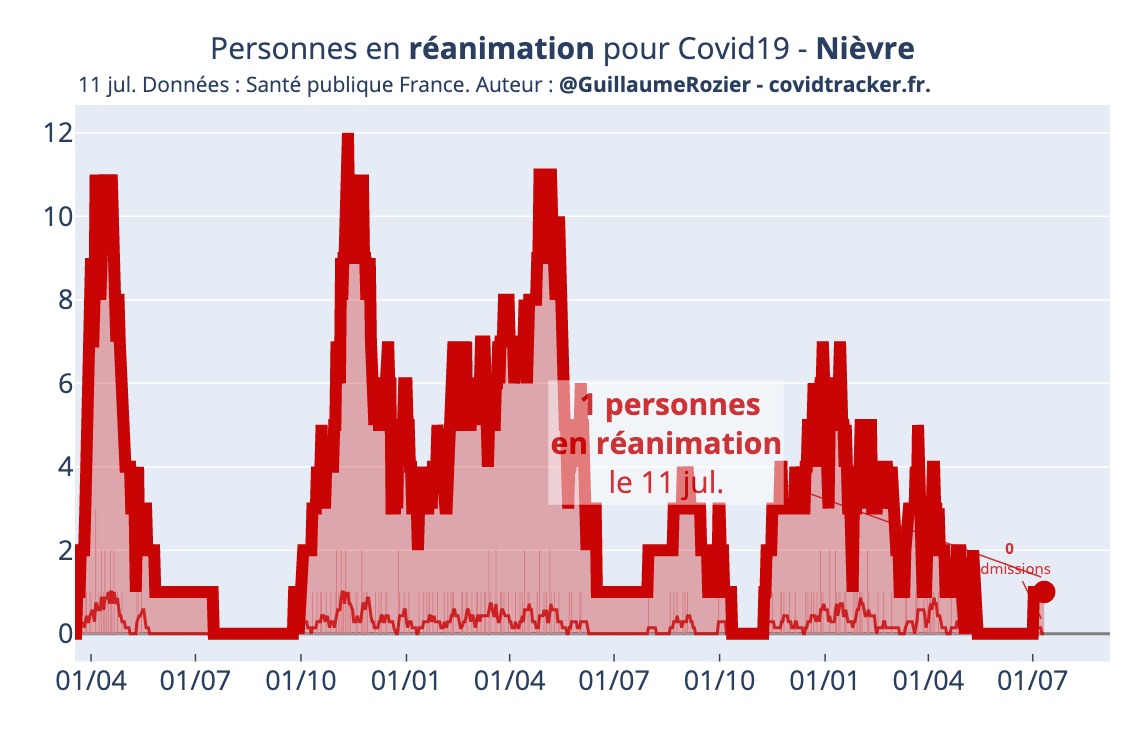 Personnes en réanimation pour Covid19 - Nièvre
11 jul. Données : Santé publique France. Auteur : @GuillaumeRozier - covidtracker.fr.
12
10
8
6
4
2
0
1 personnes
en réanimation
le 11 jul.
0
dmissions
01/04 01/07 01/10 01/01 01/04 01/07 01/10 01/01 01/04 01/07